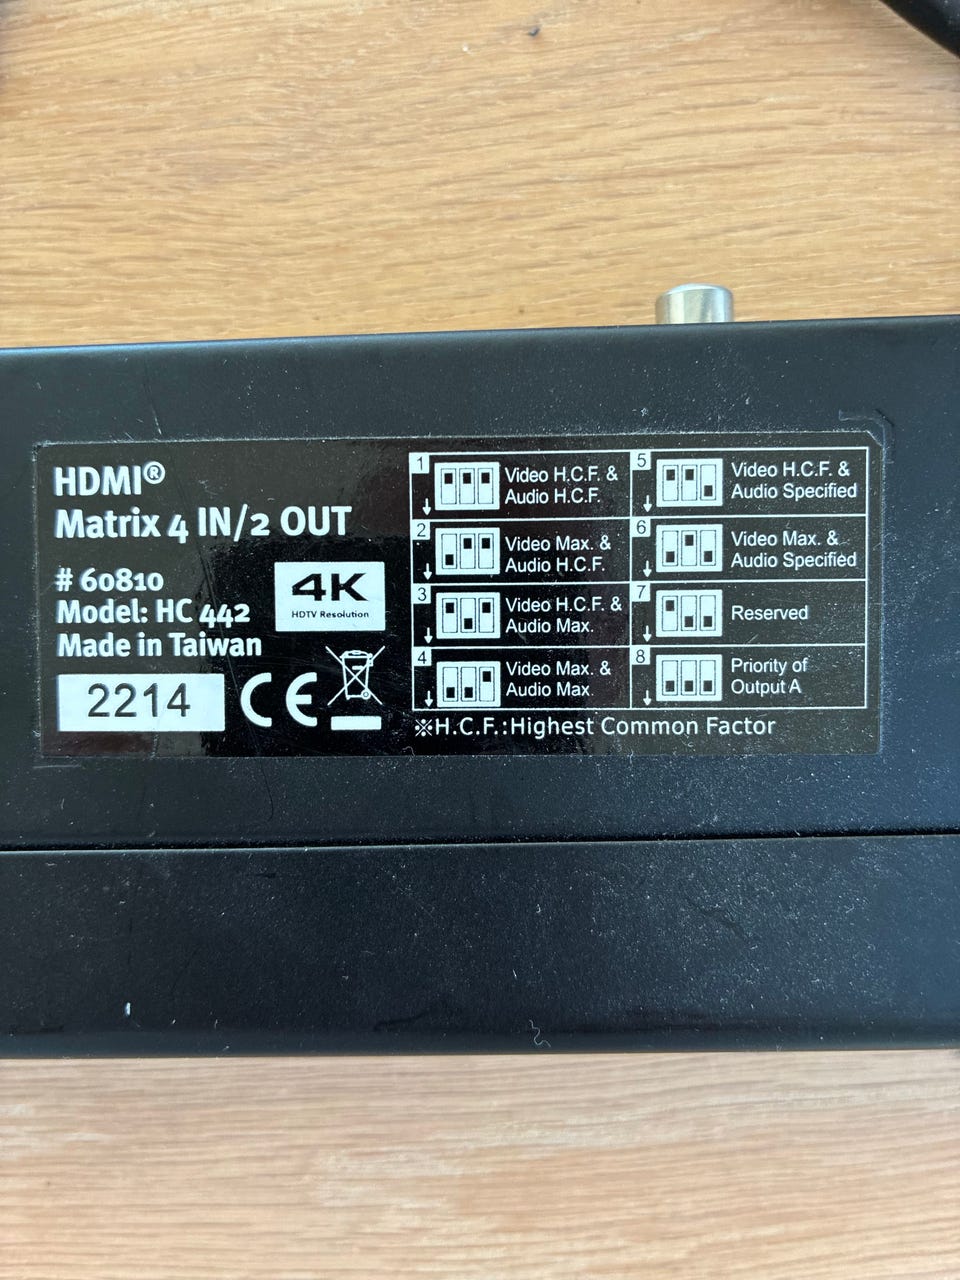 HDMI®
Matrix 4 IN/2 OUT
# 60810
Model: HC 442
Made in Taiwan
4K
HDTV Resolution
2214
CE
1
Video H.C.F. &
Audio H.C.F.
2
Video Max. &
Audio H.C.F.
3
Video H.C.F. &
Audio Max.
4
Video Max. &
Audio Max.
5
Video H.C.F. &
Audio Specified
6
Video Max. &
Audio Specified
7
Reserved
8
Priority of
Output A
※H.C.F.:Highest Common Factor